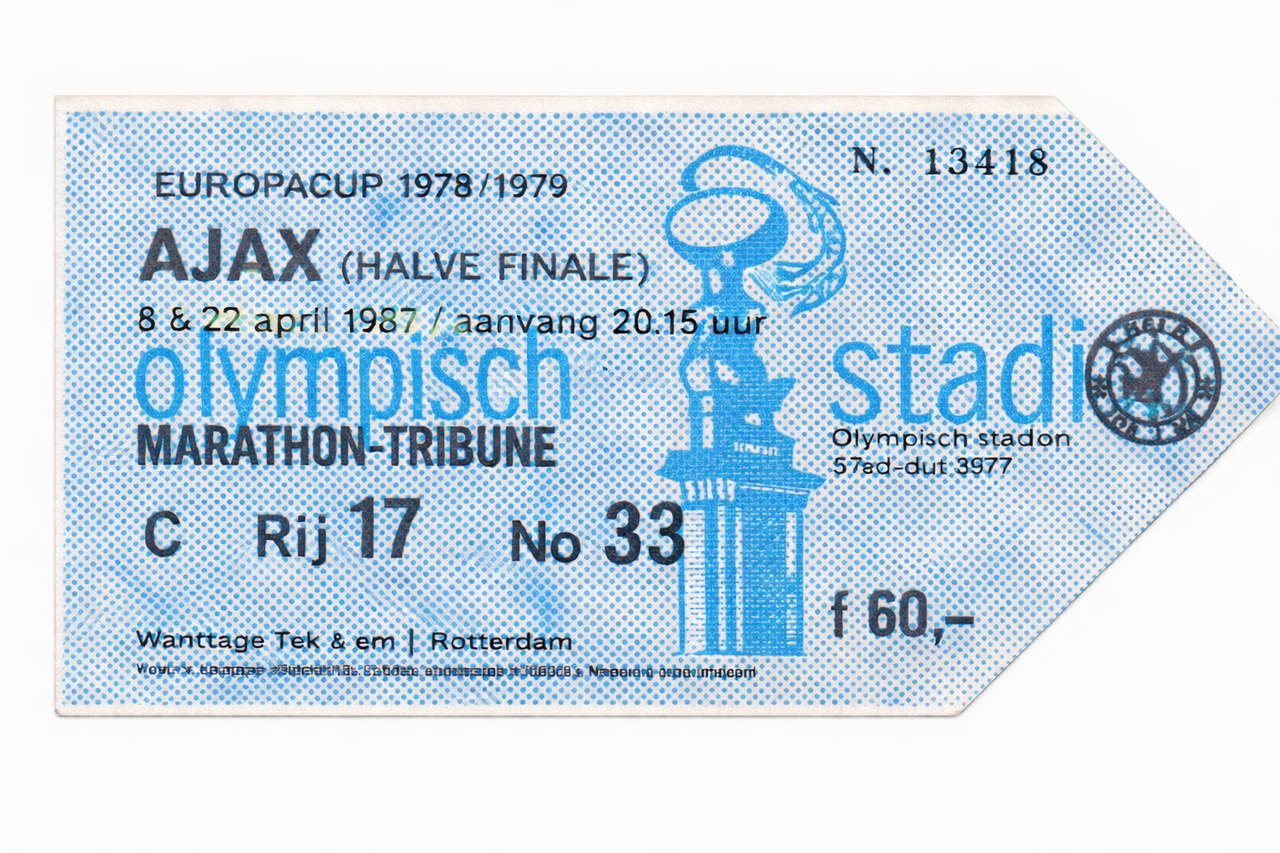 N. 13418
EUROPACUP 1978/1979
AJAX (HALVE FINALE)
8 & 22 april 1987 / aanvang 20.15 uur
olympisch stadi
MARATHON-TRIBUNE
Olympisch stadon
57ad-dut 3977
C Rij 17 No 33
f 60,-
Wanttage Tek & em | Rotterdam